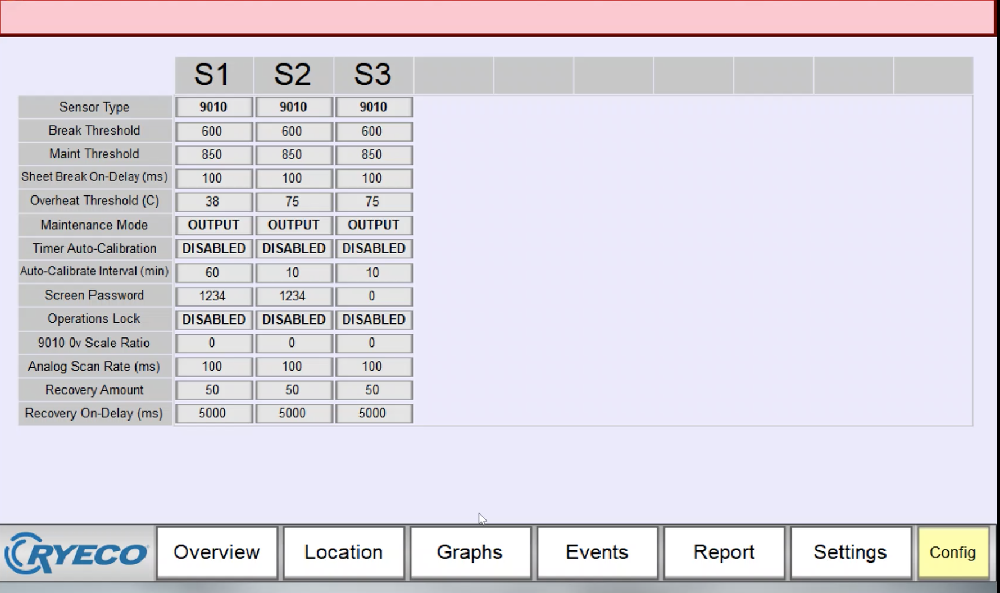 S1 S2 S3
Sensor Type 9010 9010 9010
Break Threshold 600 600 600
Maint Threshold 850 850 850
Sheet Break On-Delay (ms) 100 100 100
Overheat Threshold (C) 38 75 75
Maintenance Mode OUTPUT OUTPUT OUTPUT
Timer Auto-Calibration DISABLED DISABLED DISABLED
Auto-Calibrate Interval (min) 60 10 10
Screen Password 1234 1234 0
Operations Lock DISABLED DISABLED DISABLED
9010 0v Scale Ratio 0 0 0
Analog Scan Rate (ms) 100 100 100
Recovery Amount 50 50 50
Recovery On-Delay (ms) 5000 5000 5000
RYECO Overview Location Graphs Events Report Settings Config